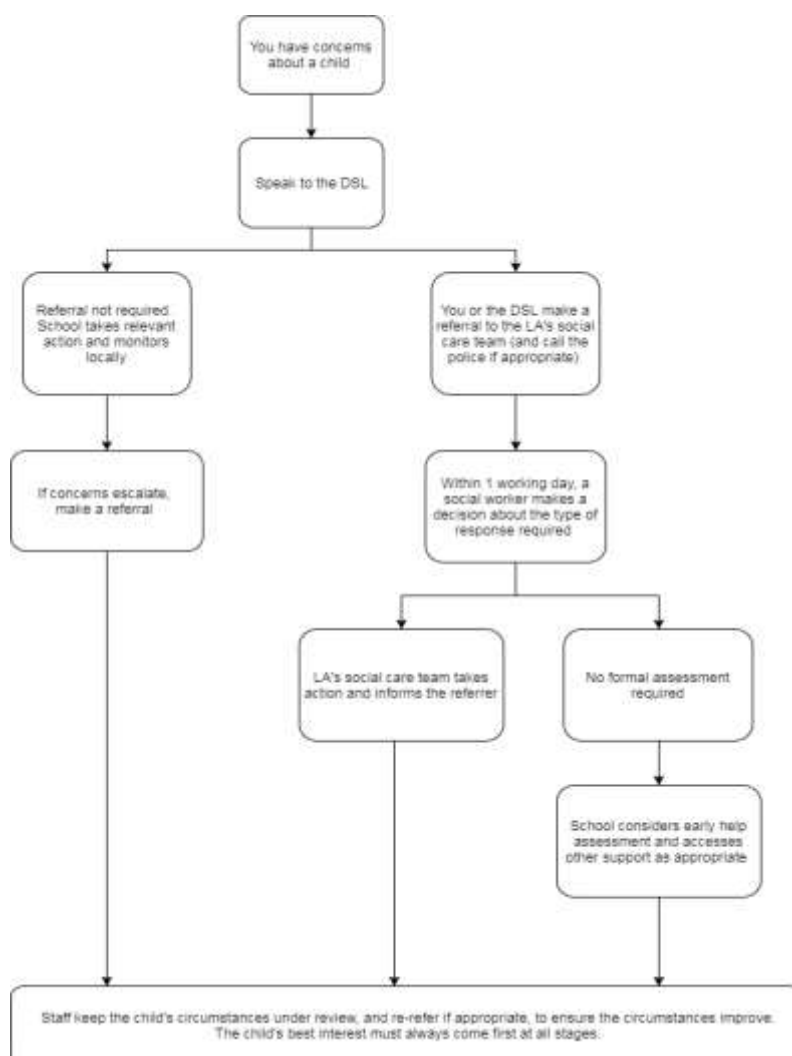 You have concerns
about a child
Speak to the DSL
Referral not required.
School takes relevant
action and monitors
locally
You or the DSL make a
referral to the LA's social
care team (and call the
police if appropriate)
If concerns escalate,
make a referral
Within 1 working day, a
social worker makes a
decision about the type of
response required
LA's social care team takes
action and informs the referrer
No formal assessment
required
School considers early help
assessment and accesses
other support as appropriate
Staff keep the child's circumstances under review, and re-refer if appropriate, to ensure the circumstances improve.
The child's best interest must always come first at all stages.